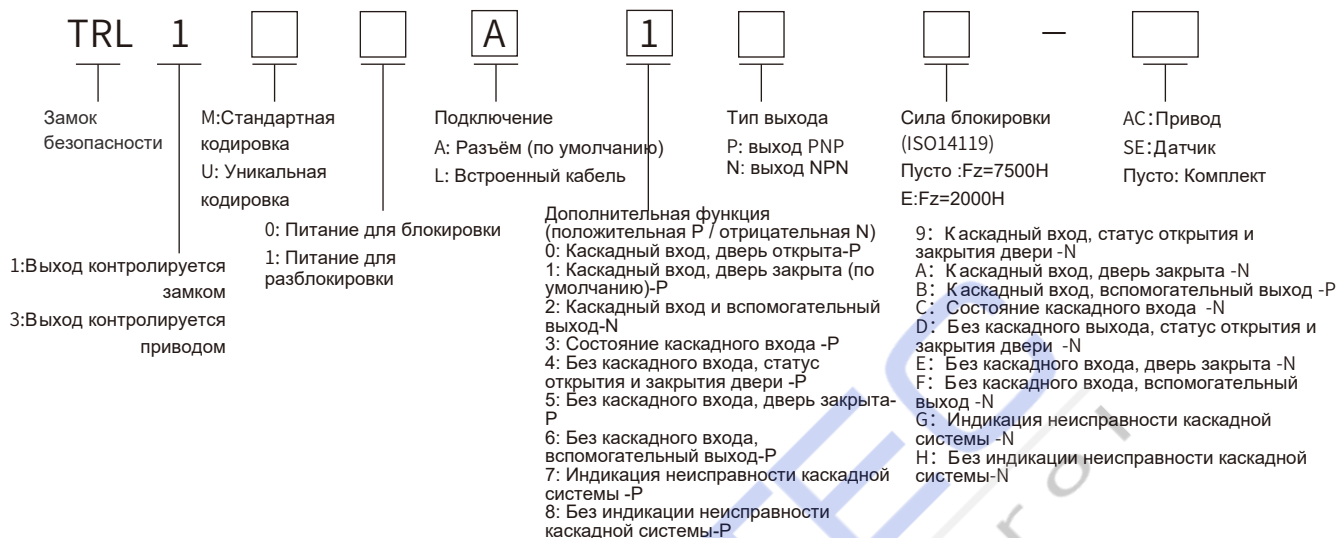 TRL 1 A 1 –
Замок
безопасности
M:Стандартная
кодировка
U: Уникальная
кодировка
Подключение
A: Разъём (по умолчанию)
L: Встроенный кабель
Тип выхода
P: выход PNP
N: выход NPN
Сила блокировки
(ISO14119)
Пусто :Fz=7500H
E:Fz=2000H
AC:Привод
SE:Датчик
Пусто: Комплект
1:Выход контролируется
замком
3:Выход контролируется
приводом
0: Питание для блокировки
1: Питание для
разблокировки
Дополнительная функция
(положительная P / отрицательная N)
0: Каскадный вход, дверь открыта-P
1: Каскадный вход, дверь закрыта (по
умолчанию)-P
2: Каскадный вход и вспомогательный
выход-N
3: Состояние каскадного входа -P
4: Без каскадного входа, статус
открытия и закрытия двери -P
5: Без каскадного входа, дверь закрыта-
P
6: Без каскадного входа,
вспомогательный выход-P
7: Индикация неисправности каскадной
системы -P
8: Без индикации неисправности
каскадной системы-P
9: Каскадный вход, статус открытия и
закрытия двери -N
A: Каскадный вход, дверь закрыта -N
B: Каскадный вход, вспомогательный выход -P
C: Состояние каскадного входа -N
D: Без каскадного выхода, статус открытия и
закрытия двери -N
E: Без каскадного входа, дверь закрыта -N
F: Без каскадного входа, вспомогательный
выход -N
G: Индикация неисправности каскадной
системы -N
H: Без индикации неисправности каскадной
системы-N